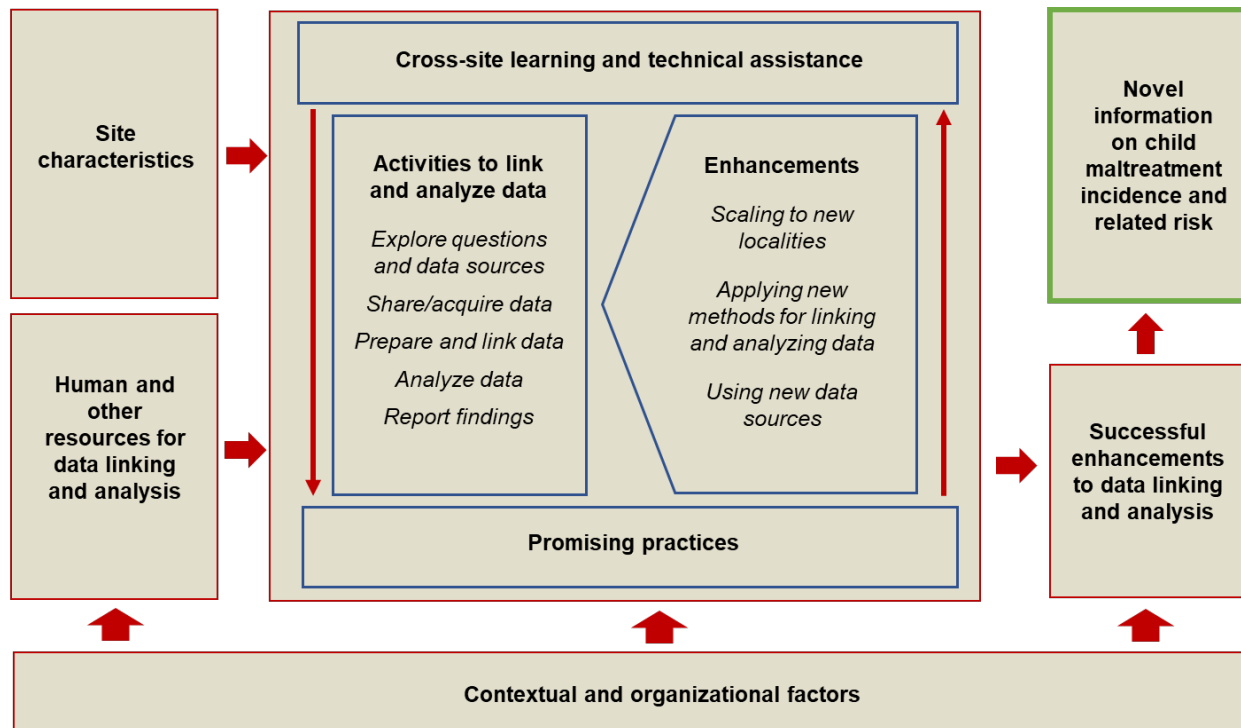 Site
characteristics
Human and
other
resources for
data linking
and analysis
Cross-site learning and technical assistance
Activities to link
and analyze data
Explore questions
and data sources
Share/acquire data
Prepare and link data
Analyze data
Report findings
Enhancements
Scaling to new
localities
Applying new
methods for linking
and analyzing data
Using new data
sources
Promising practices
Novel
information
on child
maltreatment
incidence and
related risk
Successful
enhancements
to data linking
and analysis
Contextual and organizational factors